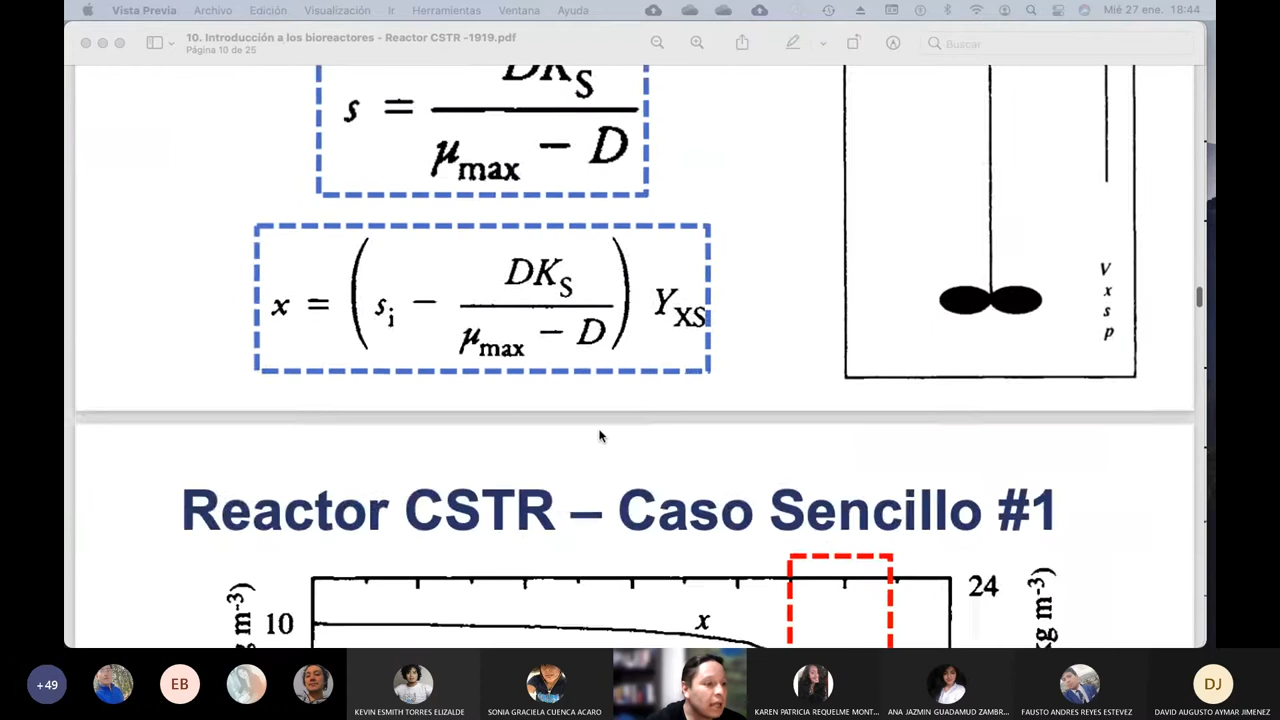 Vista Previa Archivo Edición Visualización Ir Herramientas Ventana Ayuda Mié 27 ene. 18:44
10. Introducción a los bioreactores - Reactor CSTR -1919.pdf
Página 10 de 25
Buscar
s = DK_S / (μ_max − D)
x = (s_i − DK_S / (μ_max − D)) Y_XS
V
x
s
p
Reactor CSTR – Caso Sencillo #1
10
x
24
kg m⁻³)
+49
EB
DJ
KEVIN ESMITH TORRES ELIZALDE
SONIA GRACIELA CUENCA ACARO
KAREN PATRICIA REQUELME MONT...
ANA JAZMIN GUADAMUD ZAMBR...
FAUSTO ANDRES REYES ESTEVEZ
DAVID AUGUSTO AYMAR JIMENEZ